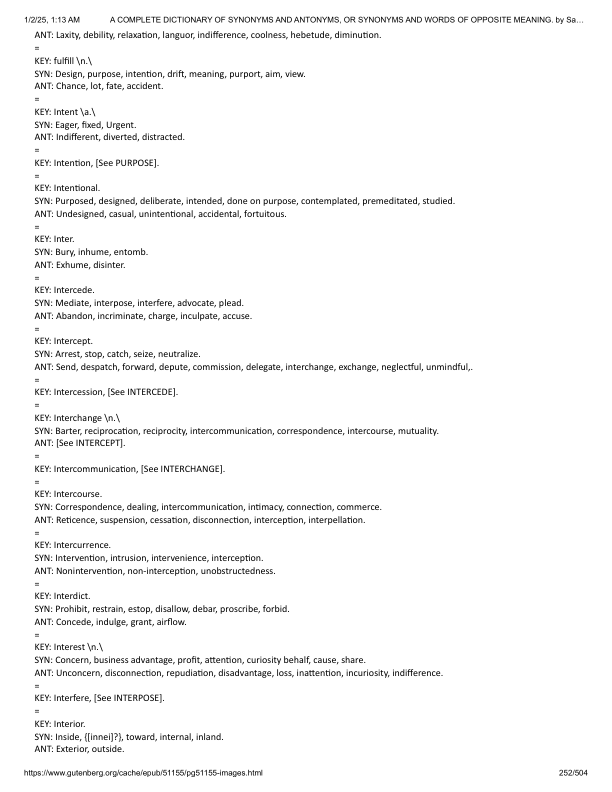 1/2/25, 1:13 AM A COMPLETE DICTIONARY OF SYNONYMS AND ANTONYMS, OR SYNONYMS AND WORDS OF OPPOSITE MEANING. by Sa…
ANT: Laxity, debility, relaxation, languor, indifference, coolness, hebetude, diminution.
=
KEY: fulfill \n.\
SYN: Design, purpose, intention, drift, meaning, purport, aim, view.
ANT: Chance, lot, fate, accident.
=
KEY: Intent \a.\
SYN: Eager, fixed, Urgent.
ANT: Indifferent, diverted, distracted.
=
KEY: Intention, [See PURPOSE].
=
KEY: Intentional.
SYN: Purposed, designed, deliberate, intended, done on purpose, contemplated, premeditated, studied.
ANT: Undesigned, casual, unintentional, accidental, fortuitous.
=
KEY: Inter.
SYN: Bury, inhume, entomb.
ANT: Exhume, disinter.
=
KEY: Intercede.
SYN: Mediate, interpose, interfere, advocate, plead.
ANT: Abandon, incriminate, charge, inculpate, accuse.
=
KEY: Intercept.
SYN: Arrest, stop, catch, seize, neutralize.
ANT: Send, despatch, forward, depute, commission, delegate, interchange, exchange, neglectful, unmindful,.
=
KEY: Intercession, [See INTERCEDE].
=
KEY: Interchange \n.\
SYN: Barter, reciprocation, reciprocity, intercommunication, correspondence, intercourse, mutuality.
ANT: [See INTERCEPT].
=
KEY: Intercommunication, [See INTERCHANGE].
=
KEY: Intercourse.
SYN: Correspondence, dealing, intercommunication, intimacy, connection, commerce.
ANT: Reticence, suspension, cessation, disconnection, interception, interpellation.
=
KEY: Intercurrence.
SYN: Intervention, intrusion, intervenience, interception.
ANT: Nonintervention, non-interception, unobstructedness.
=
KEY: Interdict.
SYN: Prohibit, restrain, estop, disallow, debar, proscribe, forbid.
ANT: Concede, indulge, grant, airflow.
=
KEY: Interest \n.\
SYN: Concern, business advantage, profit, attention, curiosity behalf, cause, share.
ANT: Unconcern, disconnection, repudiation, disadvantage, loss, inattention, incuriosity, indifference.
=
KEY: Interfere, [See INTERPOSE].
=
KEY: Interior.
SYN: Inside, {[innei]?}, toward, internal, inland.
ANT: Exterior, outside.
https://www.gutenberg.org/cache/epub/51155/pg51155-images.html 252/504